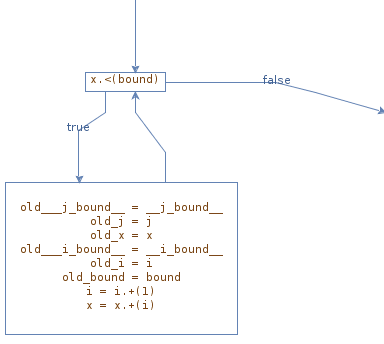 x.<(bound)
false
true
old___j_bound__ = __j_bound__
old_j = j
old_x = x
old___i_bound__ = __i_bound__
old_i = i
old_bound = bound
i = i.+(1)
x = x.+(i)